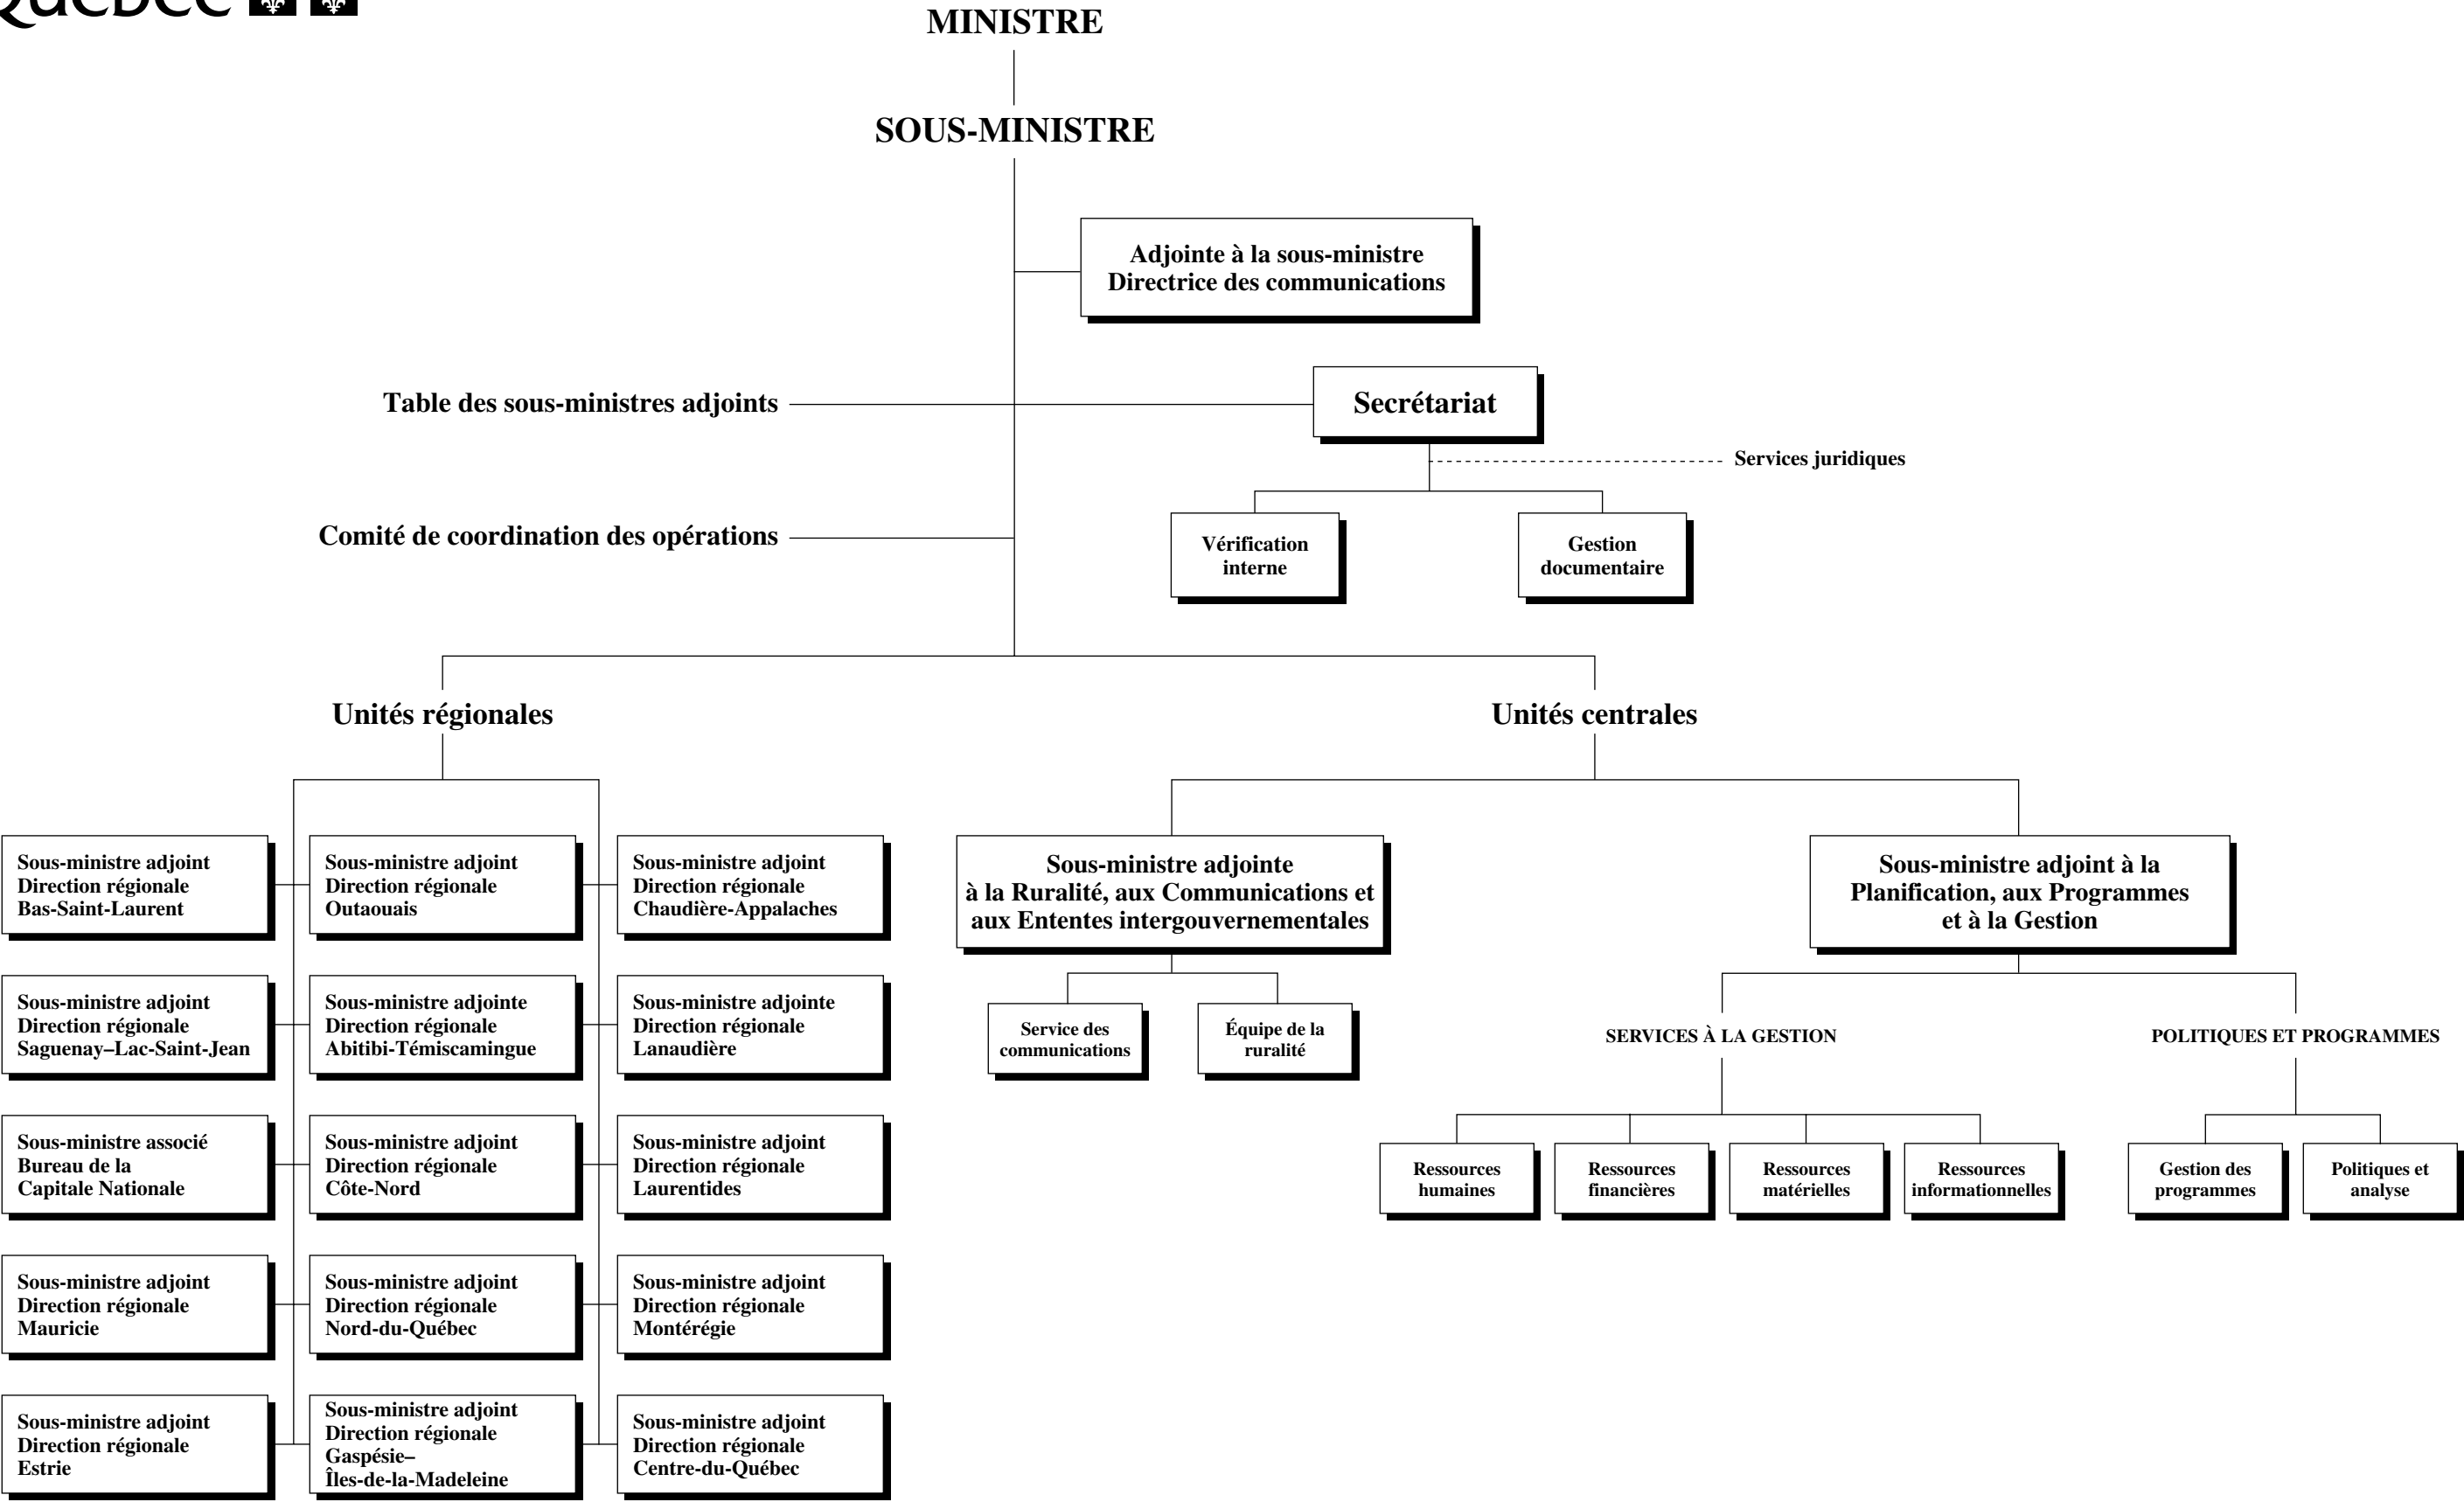 Québec
MINISTRE
SOUS-MINISTRE
Adjointe à la sous-ministre
Directrice des communications
Table des sous-ministres adjoints
Secrétariat
Services juridiques
Comité de coordination des opérations
Vérification
interne
Gestion
documentaire
Unités régionales
Unités centrales
Sous-ministre adjoint
Direction régionale
Bas-Saint-Laurent
Sous-ministre adjoint
Direction régionale
Outaouais
Sous-ministre adjoint
Direction régionale
Chaudière-Appalaches
Sous-ministre adjoint
Direction régionale
Saguenay–Lac-Saint-Jean
Sous-ministre adjointe
Direction régionale
Abitibi-Témiscamingue
Sous-ministre adjointe
Direction régionale
Lanaudière
Sous-ministre associé
Bureau de la
Capitale Nationale
Sous-ministre adjoint
Direction régionale
Côte-Nord
Sous-ministre adjoint
Direction régionale
Laurentides
Sous-ministre adjoint
Direction régionale
Mauricie
Sous-ministre adjoint
Direction régionale
Nord-du-Québec
Sous-ministre adjoint
Direction régionale
Montérégie
Sous-ministre adjoint
Direction régionale
Estrie
Sous-ministre adjoint
Direction régionale
Gaspésie–
Îles-de-la-Madeleine
Sous-ministre adjoint
Direction régionale
Centre-du-Québec
Sous-ministre adjointe
à la Ruralité, aux Communications et
aux Ententes intergouvernementales
Service des
communications
Équipe de la
ruralité
Sous-ministre adjoint à la
Planification, aux Programmes
et à la Gestion
SERVICES À LA GESTION
POLITIQUES ET PROGRAMMES
Ressources
humaines
Ressources
financières
Ressources
matérielles
Ressources
informationnelles
Gestion des
programmes
Politiques et
analyse